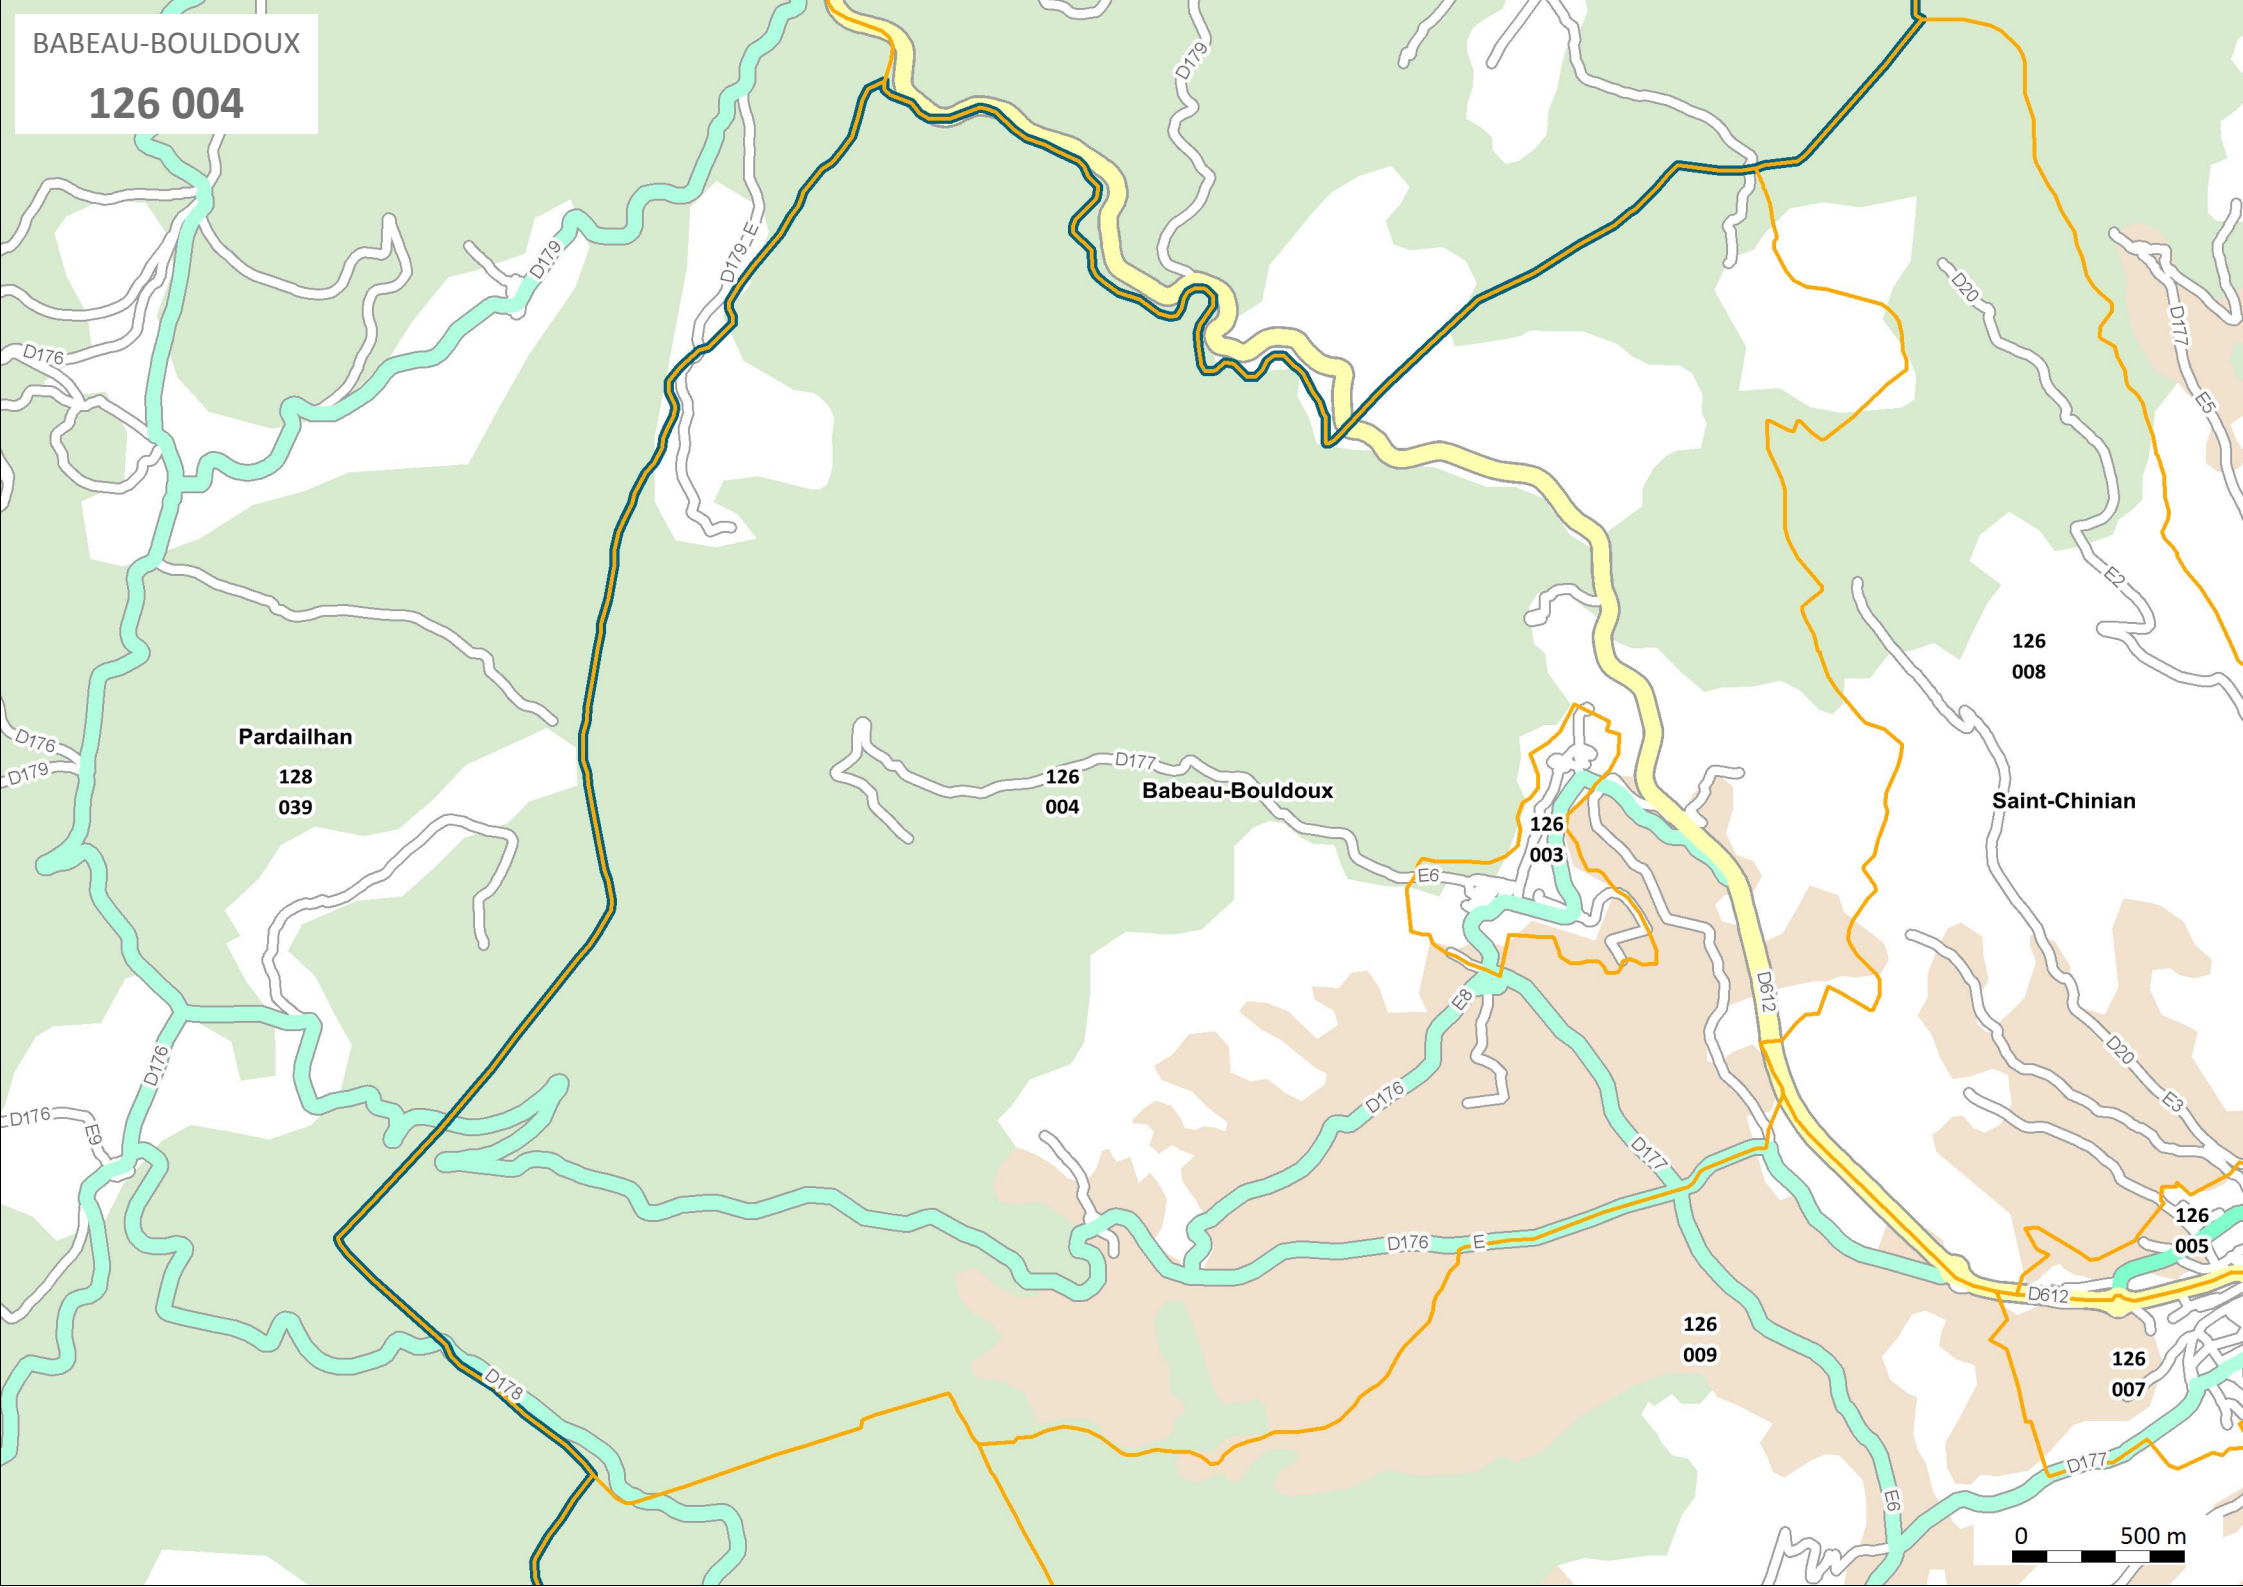 BABEAU-BOULDOUX
126 004
D179
D179
D179-E
D176
D20
D177
E5
E2
126
008
Pardailhan
128
039
D176
D179
D177
126
004
Babeau-Bouldoux
Saint-Chinian
126
003
E6
E8
D612
D176
D176
D176
E9
D20
E3
D177
D176
E
126
005
D612
126
009
126
007
D178
D177
E6
0 500 m